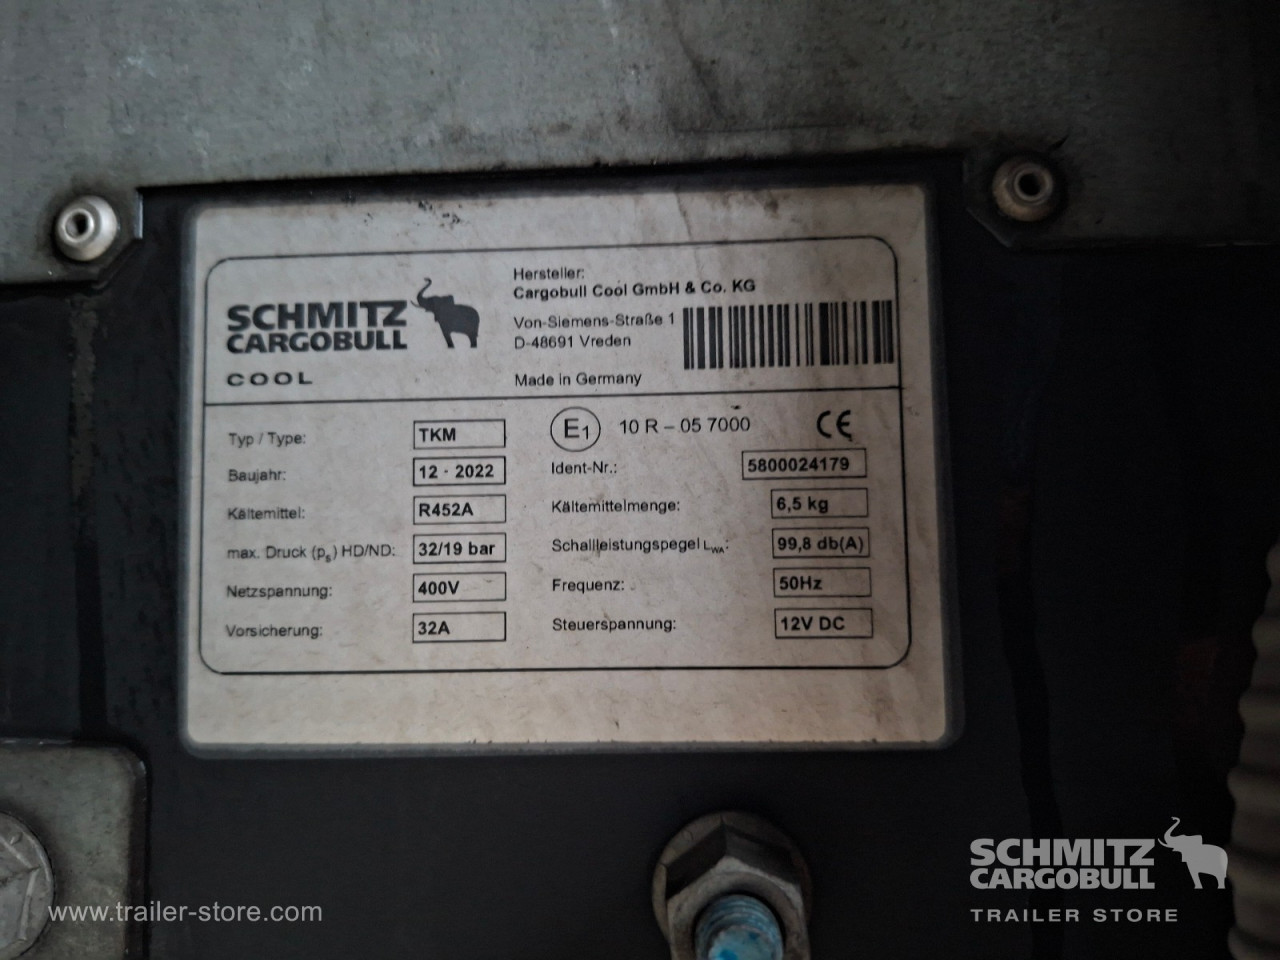 SCHMITZ
CARGOBULL
COOL
Hersteller:
Cargobull Cool GmbH & Co. KG
Von-Siemens-Straße 1
D-48691 Vreden
Made in Germany
Typ / Type: TKM
E1 10 R - 05 7000 CE
Baujahr: 12 · 2022
Ident-Nr.: 5800024179
Kältemittel: R452A
Kältemittelmenge: 6,5 kg
max. Druck (ps) HD/ND: 32/19 bar
Schallleistungspegel LWA: 99,8 db(A)
Netzspannung: 400V
Frequenz: 50Hz
Vorsicherung: 32A
Steuerspannung: 12V DC
www.trailer-store.com
SCHMITZ
CARGOBULL
TRAILER STORE